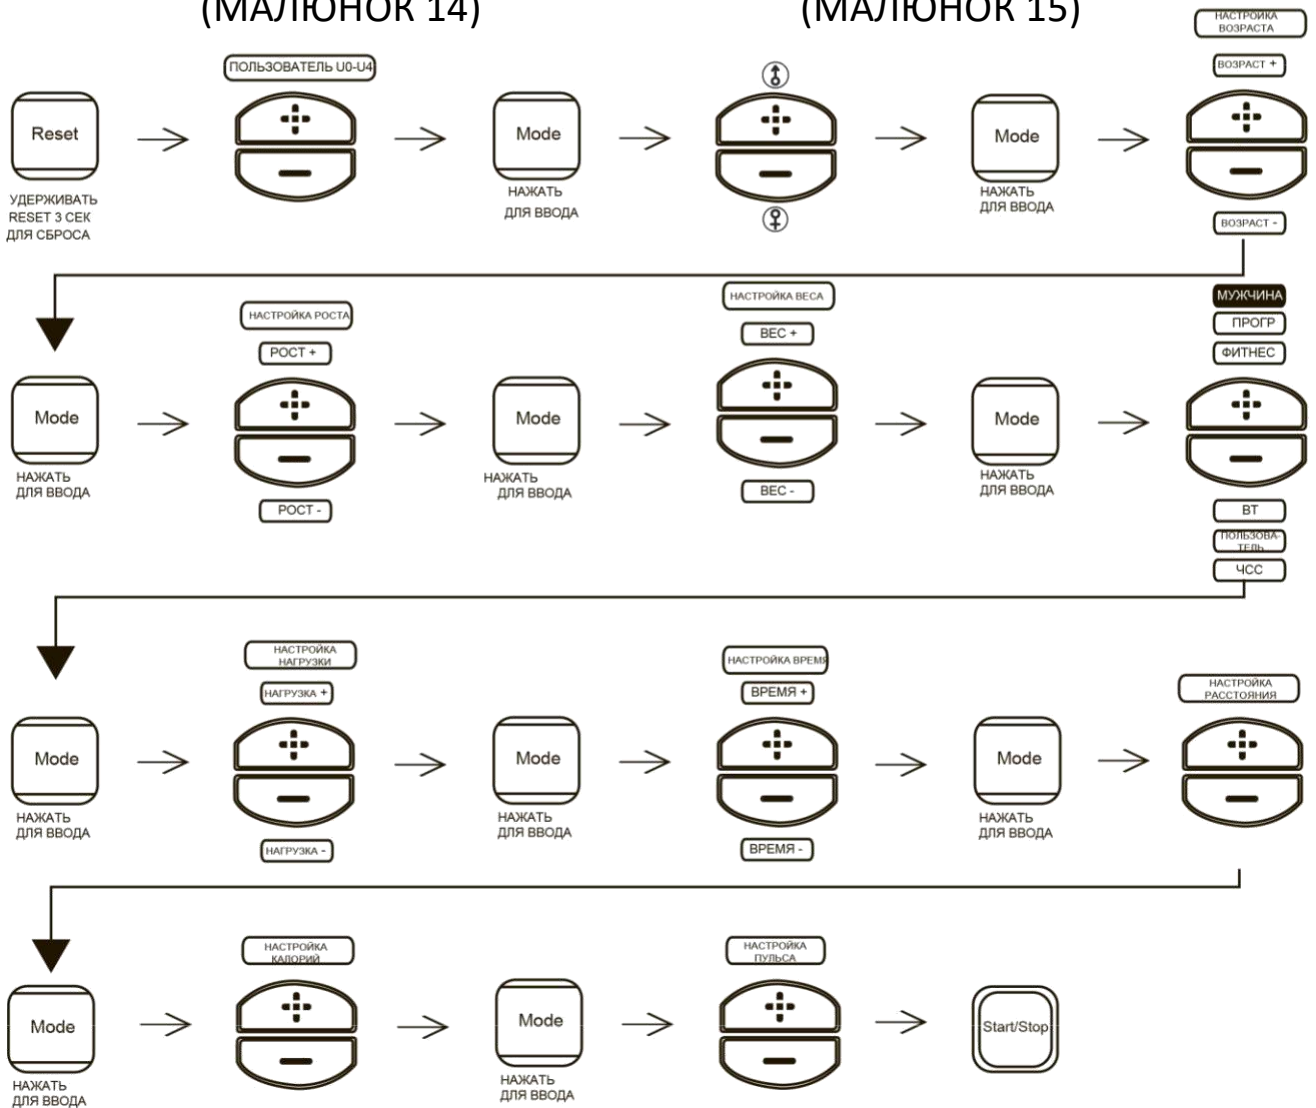 (МАЛЮНОК 14)
(МАЛЮНОК 15)
НАСТРОЙКА
ВОЗРАСТА
ПОЛЬЗОВАТЕЛЬ U0-U4
ВОЗРАСТ +
Reset
Mode
Mode
УДЕРЖИВАТЬ
RESET 3 СЕК
ДЛЯ СБРОСА
НАЖАТЬ
ДЛЯ ВВОДА
НАЖАТЬ
ДЛЯ ВВОДА
ВОЗРАСТ -
НАСТРОЙКА РОСТА
РОСТ +
НАСТРОЙКА ВЕСА
ВЕС +
МУЖЧИНА
ПРОГР
ФИТНЕС
Mode
Mode
Mode
НАЖАТЬ
ДЛЯ ВВОДА
РОСТ -
НАЖАТЬ
ДЛЯ ВВОДА
ВЕС -
НАЖАТЬ
ДЛЯ ВВОДА
ВТ
ПОЛЬЗОВА-
ТЕЛЬ
ЧСС
НАСТРОЙКА
НАГРУЗКИ
НАГРУЗКА +
НАСТРОЙКА ВРЕМЯ
ВРЕМЯ +
НАСТРОЙКА
РАССТОЯНИЯ
Mode
Mode
Mode
НАЖАТЬ
ДЛЯ ВВОДА
НАГРУЗКА -
НАЖАТЬ
ДЛЯ ВВОДА
ВРЕМЯ -
НАЖАТЬ
ДЛЯ ВВОДА
НАСТРОЙКА
КАЛОРИЙ
НАСТРОЙКА
ПУЛЬСА
Mode
Mode
Start/Stop
НАЖАТЬ
ДЛЯ ВВОДА
НАЖАТЬ
ДЛЯ ВВОДА